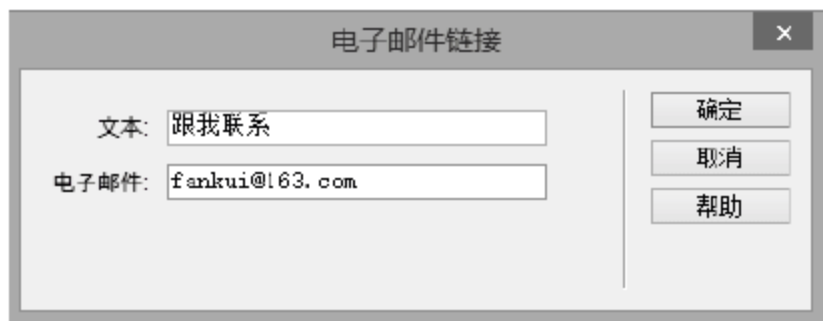 电子邮件链接
×
文本: 跟我联系
电子邮件: fankui@163.com
确定
取消
帮助